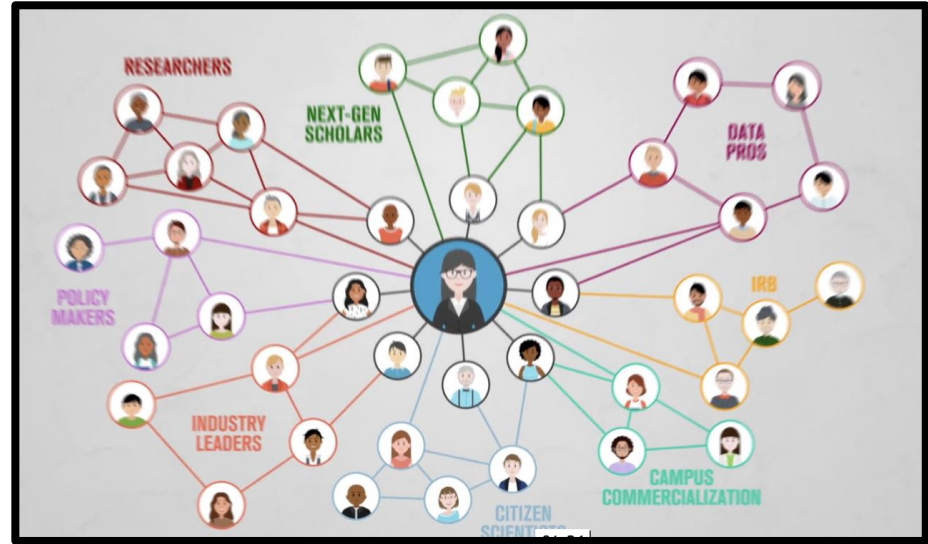 RESEARCHERS
NEXT-GEN
SCHOLARS
DATA
PROS
POLICY
MAKERS
IRB
INDUSTRY
LEADERS
CAMPUS
COMMERCIALIZATION
CITIZEN